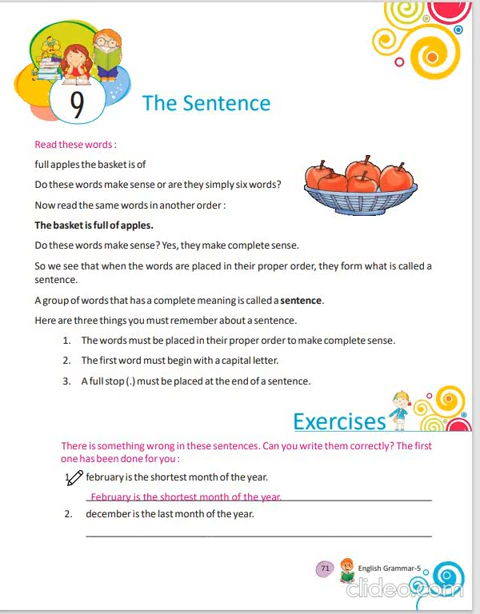 9
The Sentence
Read these words :
full apples the basket is of
Do these words make sense or are they simply six words?
Now read the same words in another order :
The basket is full of apples.
Do these words make sense? Yes, they make complete sense.
So we see that when the words are placed in their proper order, they form what is called a
sentence.
A group of words that has a complete meaning is called a sentence.
Here are three things you must remember about a sentence.
1. The words must be placed in their proper order to make complete sense.
2. The first word must begin with a capital letter.
3. A full stop (.) must be placed at the end of a sentence.
Exercises
There is something wrong in these sentences. Can you write them correctly? The first
one has been done for you :
1. february is the shortest month of the year.
February is the shortest month of the year.
2. december is the last month of the year.
71 English Grammar-5
clideo.com